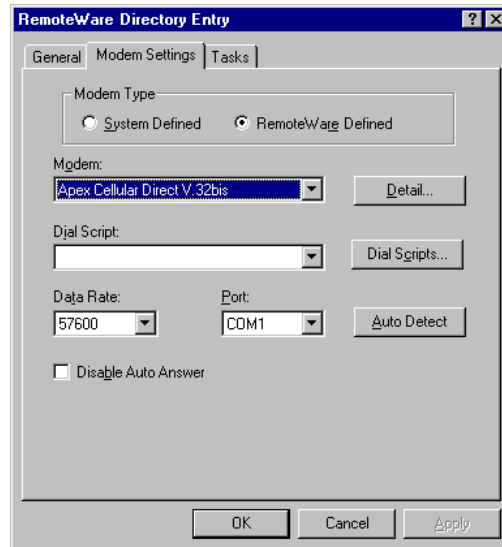 RemoteWare Directory Entry
General Modem Settings Tasks
Modem Type
System Defined RemoteWare Defined
Modem:
Apex Cellular Direct V.32bis Detail...
Dial Script:
Dial Scripts...
Data Rate: Port:
57600 COM1 Auto Detect
Disable Auto Answer
OK Cancel Apply